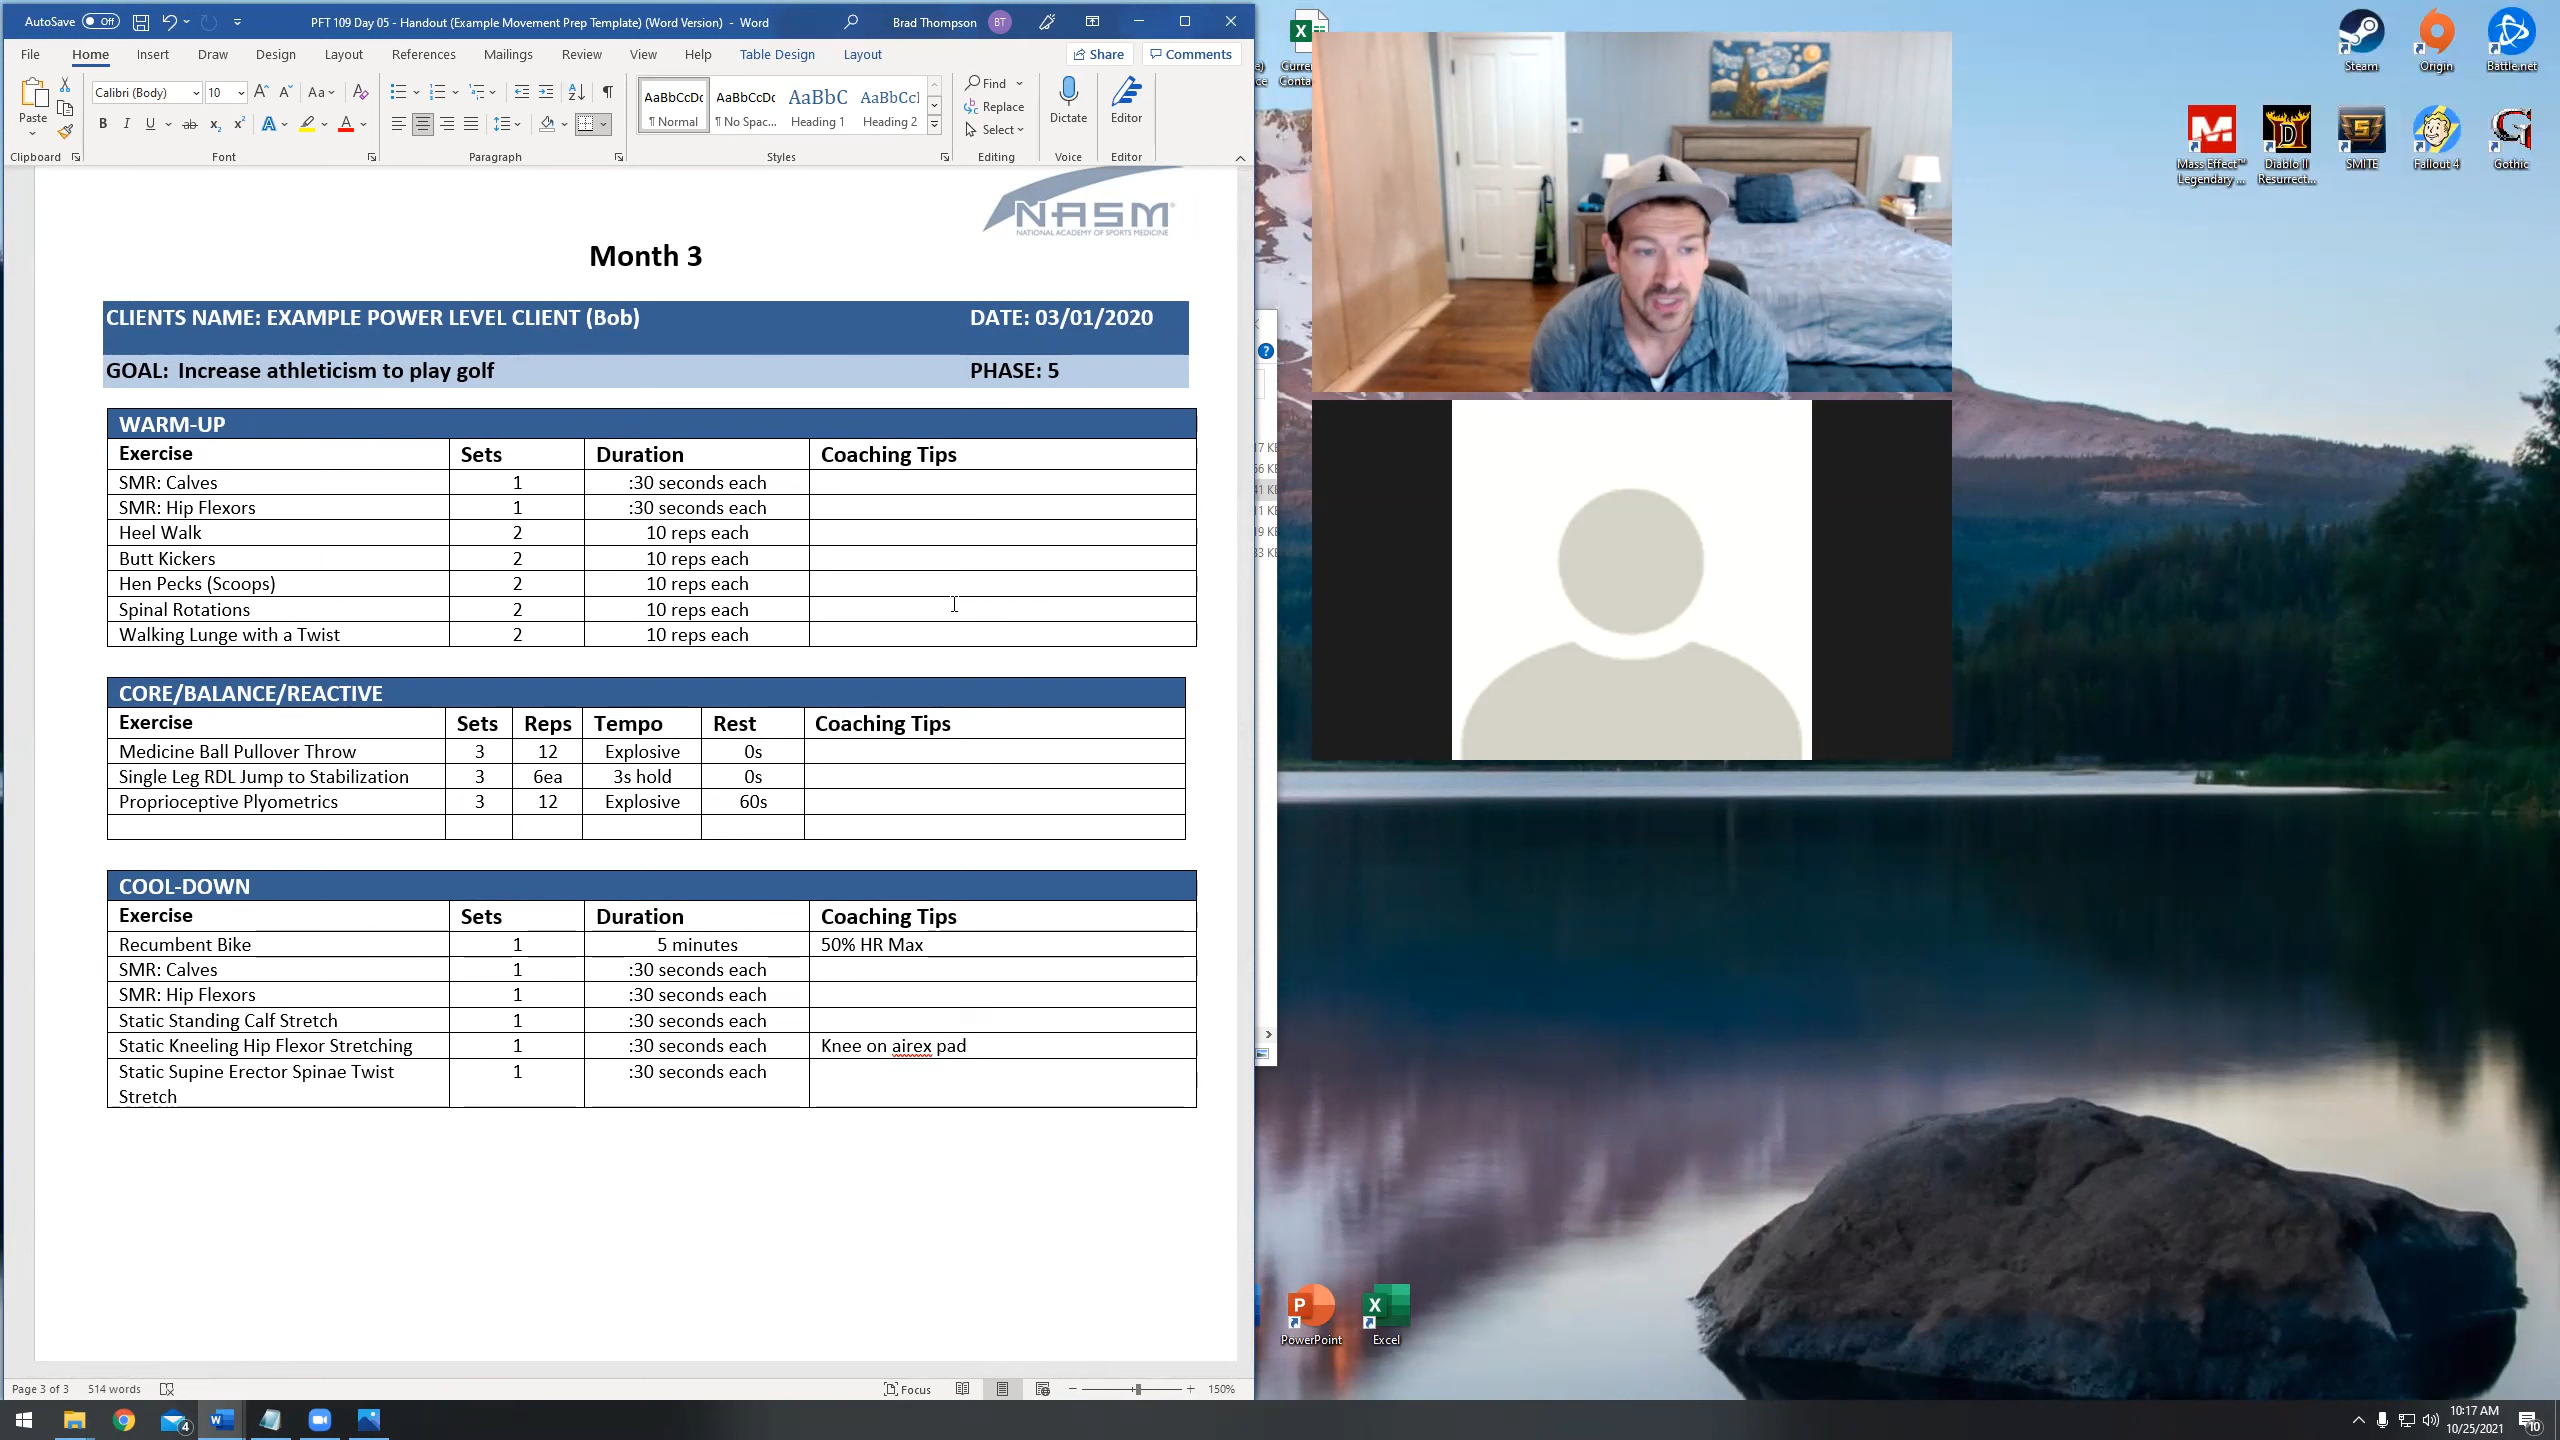 AutoSave Off
PFT 109 Day 05 - Handout (Example Movement Prep Template) (Word Version) - Word
Brad Thompson BT
File Home Insert Draw Design Layout References Mailings Review View Help Table Design Layout Share Comments
Paste
Calibri (Body) 10
Find
Replace
Select
Dictate
Editor
AaBbCcDc AaBbCcDc AaBbC AaBbCcl
¶ Normal ¶ No Spac... Heading 1 Heading 2
Clipboard Font Paragraph Styles Editing Voice Editor
NASM
NATIONAL ACADEMY OF SPORTS MEDICINE
Month 3
CLIENTS NAME: EXAMPLE POWER LEVEL CLIENT (Bob) DATE: 03/01/2020
GOAL: Increase athleticism to play golf PHASE: 5
WARM-UP
Exercise Sets Duration Coaching Tips
SMR: Calves 1 :30 seconds each
SMR: Hip Flexors 1 :30 seconds each
Heel Walk 2 10 reps each
Butt Kickers 2 10 reps each
Hen Pecks (Scoops) 2 10 reps each
Spinal Rotations 2 10 reps each
Walking Lunge with a Twist 2 10 reps each
CORE/BALANCE/REACTIVE
Exercise Sets Reps Tempo Rest Coaching Tips
Medicine Ball Pullover Throw 3 12 Explosive 0s
Single Leg RDL Jump to Stabilization 3 6ea 3s hold 0s
Proprioceptive Plyometrics 3 12 Explosive 60s
COOL-DOWN
Exercise Sets Duration Coaching Tips
Recumbent Bike 1 5 minutes 50% HR Max
SMR: Calves 1 :30 seconds each
SMR: Hip Flexors 1 :30 seconds each
Static Standing Calf Stretch 1 :30 seconds each
Static Kneeling Hip Flexor Stretching 1 :30 seconds each Knee on airex pad
Static Supine Erector Spinae Twist 1 :30 seconds each
Stretch
Page 3 of 3 514 words Focus 150%
Steam
Origin
Battle.net
Mass Effect™
Legendary ...
Diablo II
Resurrect...
SMITE
Fallout 4
Gothic
PowerPoint
Excel
4
10:17 AM
10/25/2021
10